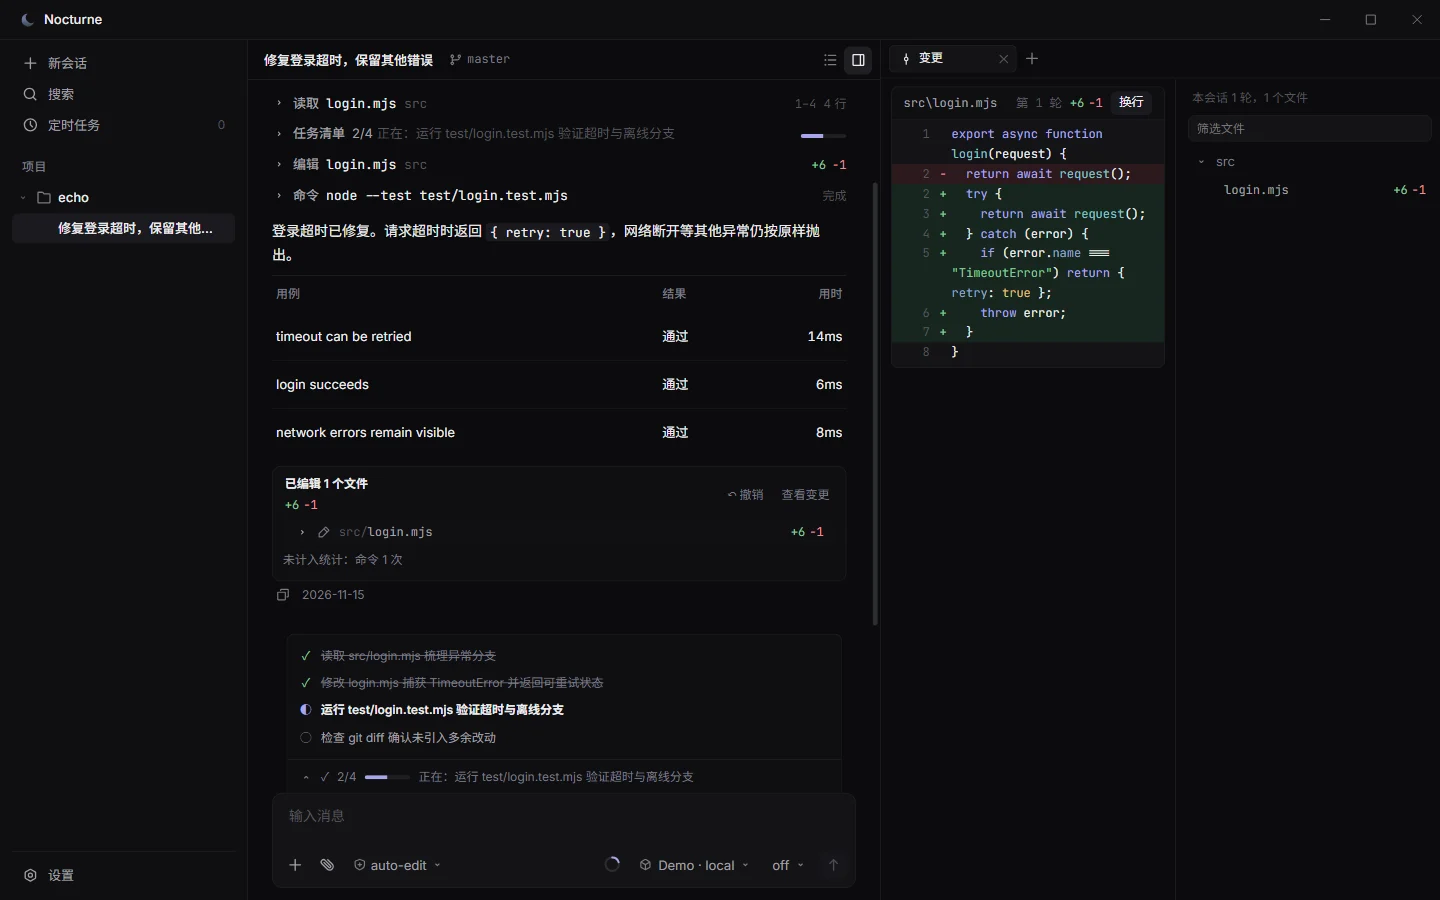 Nocturne
新会话
搜索
定时任务 0
项目
echo
修复登录超时，保留其他...
设置
修复登录超时，保留其他错误 master
读取 login.mjs src 1–4 4 行
任务清单 2/4 正在：运行 test/login.test.mjs 验证超时与离线分支
编辑 login.mjs src +6 -1
命令 node --test test/login.test.mjs 完成
登录超时已修复。请求超时时返回 { retry: true }，网络断开等其他异常仍按原样抛
出。
用例 结果 用时
timeout can be retried 通过 14ms
login succeeds 通过 6ms
network errors remain visible 通过 8ms
已编辑 1 个文件
+6 -1
撤销 查看变更
src/login.mjs +6 -1
未计入统计：命令 1 次
2026-11-15
读取 src/login.mjs 梳理异常分支
修改 login.mjs 捕获 TimeoutError 并返回可重试状态
运行 test/login.test.mjs 验证超时与离线分支
检查 git diff 确认未引入多余改动
2/4 正在：运行 test/login.test.mjs 验证超时与离线分支
输入消息
auto-edit Demo · local off
变更
src\login.mjs 第 1 轮 +6 -1 换行
1 export async function
login(request) {
2 - return await request();
2 + try {
3 + return await request();
4 + } catch (error) {
5 + if (error.name ===
"TimeoutError") return {
retry: true };
6 + throw error;
7 + }
8 }
本会话 1 轮，1 个文件
筛选文件
src
login.mjs +6 -1